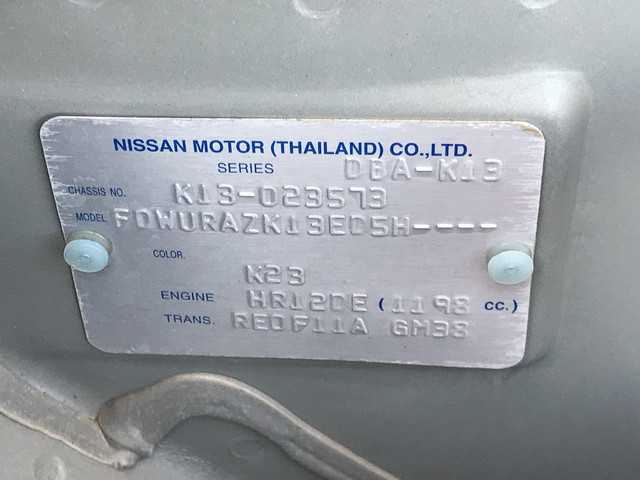 NISSAN MOTOR (THAILAND) CO.,LTD.
SERIES DBA-K13
CHASSIS NO. K13-023573
MODEL FDWURAZK13EDSH----
COLOR.
K23
ENGINE HR12DE (1198 CC.)
TRANS. RE0F11A GM38